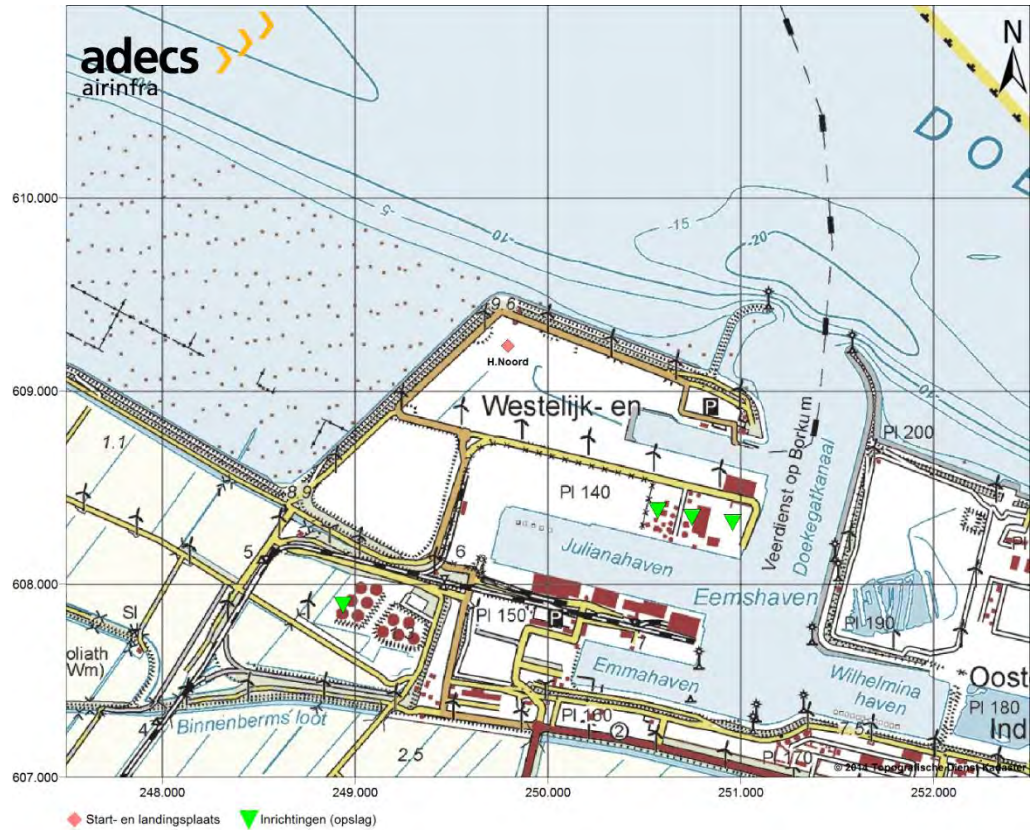 adecs
airinfra
N
DOE
610.000
-5
-10
-15
-20
9.6
H.Noord
609.000
Westelijk- en
P
Veerdienst op Borkum
Doekegatkanaal
Pl 200
-10
1.1
8.9
Pl 140
Julianahaven
5
6
608.000
Eemshaven
Pl 150
P
Pl 190
Sl
oliath
Wm)
Emmahaven
Wilhelmina
haven
Oost
Pl 180
Ind
4
Binnenbermsloot
Pl 160
2
7.5
2.5
Pl 170
607.000
© 2014 Topografische Dienst Kadaster
248.000
249.000
250.000
251.000
252.000
Start- en landingsplaats
Inrichtingen (opslag)